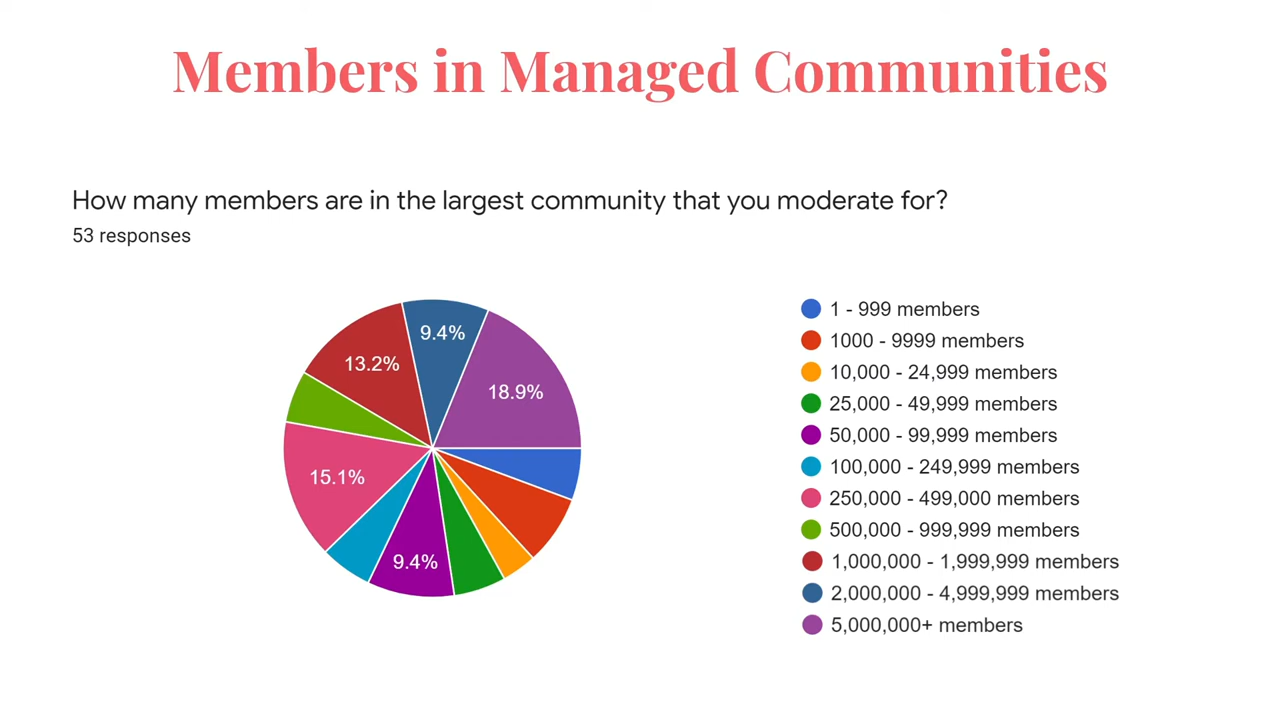 Members in Managed Communities
How many members are in the largest community that you moderate for?
53 responses
9.4%
13.2%
18.9%
15.1%
9.4%
1 - 999 members
1000 - 9999 members
10,000 - 24,999 members
25,000 - 49,999 members
50,000 - 99,999 members
100,000 - 249,999 members
250,000 - 499,000 members
500,000 - 999,999 members
1,000,000 - 1,999,999 members
2,000,000 - 4,999,999 members
5,000,000+ members